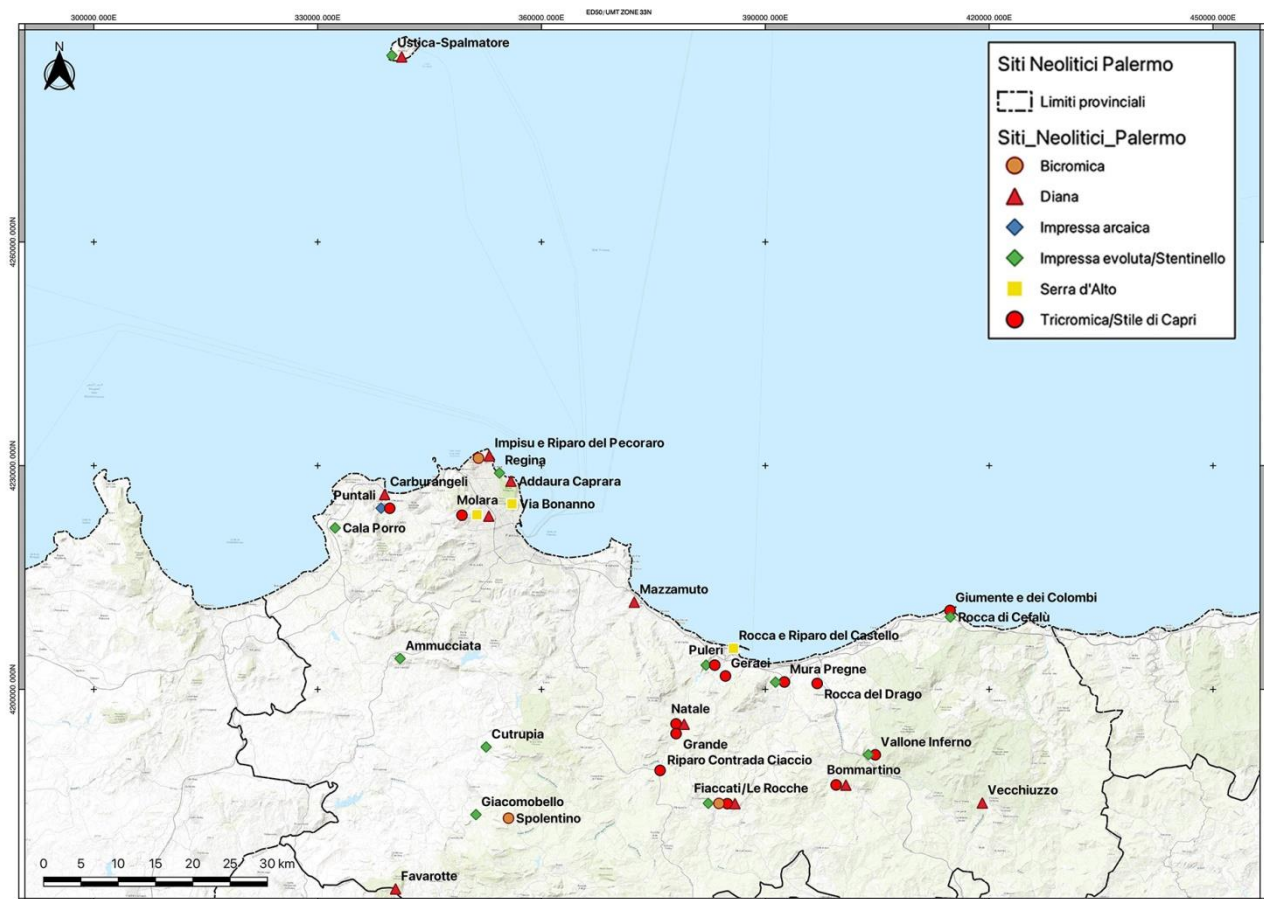 ED50/UMT ZONE 33N
300000.000E
330000.000E
360000.000E
390000.000E
420000.000E
450000.000E
4260000.000N
4230000.000N
4200000.000N
N
Siti Neolitici Palermo
Limiti provinciali
Siti_Neolitici_Palermo
Bicromica
Diana
Impressa arcaica
Impressa evoluta/Stentinello
Serra d'Alto
Tricromica/Stile di Capri
Ustica-Spalmatore
Impisu e Riparo del Pecoraro
Regina
Carburangeli
Addaura Caprara
Puntali
Molara
Via Bonanno
Cala Porro
Mazzamuto
Giumente e dei Colombi
Rocca di Cefalù
Rocca e Riparo del Castello
Ammucciata
Puleri
Geraci
Mura Pregne
Rocca del Drago
Natale
Grande
Cutrupia
Vallone Inferno
Riparo Contrada Ciaccio
Bommartino
Fiaccati/Le Rocche
Vecchiuzzo
Giacomobello
Spolentino
Favarotte
0 5 10 15 20 25 30 km